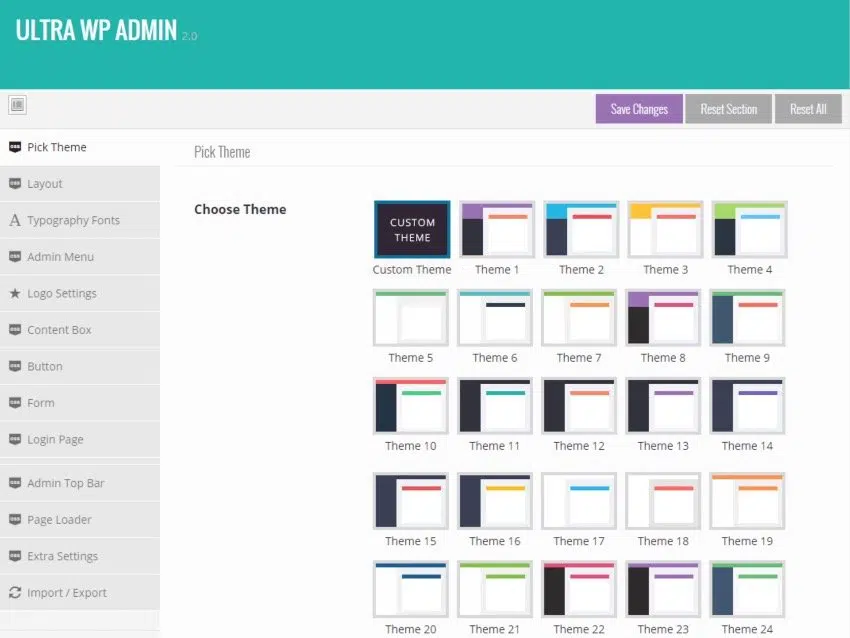 ULTRA WP ADMIN 2.0
Save Changes
Reset Section
Reset All
Pick Theme
Layout
Typography Fonts
Admin Menu
Logo Settings
Content Box
Button
Form
Login Page
Admin Top Bar
Page Loader
Extra Settings
Import / Export
Pick Theme
Choose Theme
CUSTOM
THEME
Custom Theme
Theme 1
Theme 2
Theme 3
Theme 4
Theme 5
Theme 6
Theme 7
Theme 8
Theme 9
Theme 10
Theme 11
Theme 12
Theme 13
Theme 14
Theme 15
Theme 16
Theme 17
Theme 18
Theme 19
Theme 20
Theme 21
Theme 22
Theme 23
Theme 24